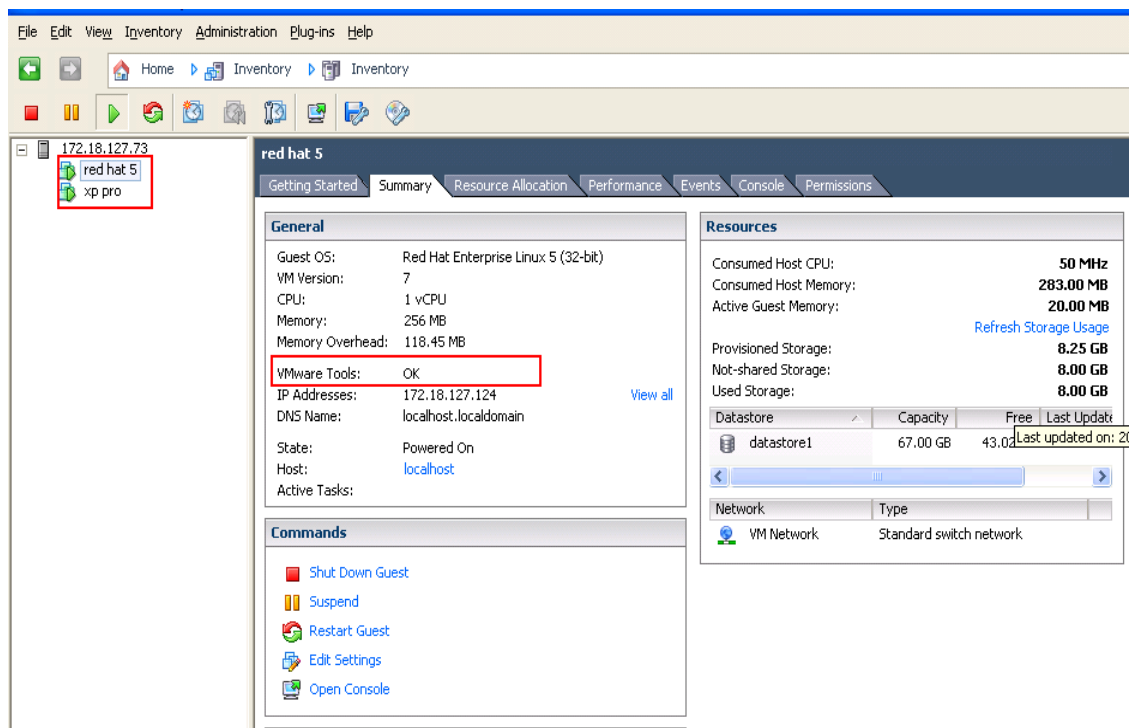 File Edit View Inventory Administration Plug-ins Help
Home Inventory Inventory
172.18.127.73
red hat 5
xp pro
red hat 5
Getting Started Summary Resource Allocation Performance Events Console Permissions
General
Guest OS: Red Hat Enterprise Linux 5 (32-bit)
VM Version: 7
CPU: 1 vCPU
Memory: 256 MB
Memory Overhead: 118.45 MB
VMware Tools: OK
IP Addresses: 172.18.127.124 View all
DNS Name: localhost.localdomain
State: Powered On
Host: localhost
Active Tasks:
Commands
Shut Down Guest
Suspend
Restart Guest
Edit Settings
Open Console
Resources
Consumed Host CPU: 50 MHz
Consumed Host Memory: 283.00 MB
Active Guest Memory: 20.00 MB
Refresh Storage Usage
Provisioned Storage: 8.25 GB
Not-shared Storage: 8.00 GB
Used Storage: 8.00 GB
Datastore Capacity Free Last Update
datastore1 67.00 GB 43.02
Last updated on: 20
Network Type
VM Network Standard switch network